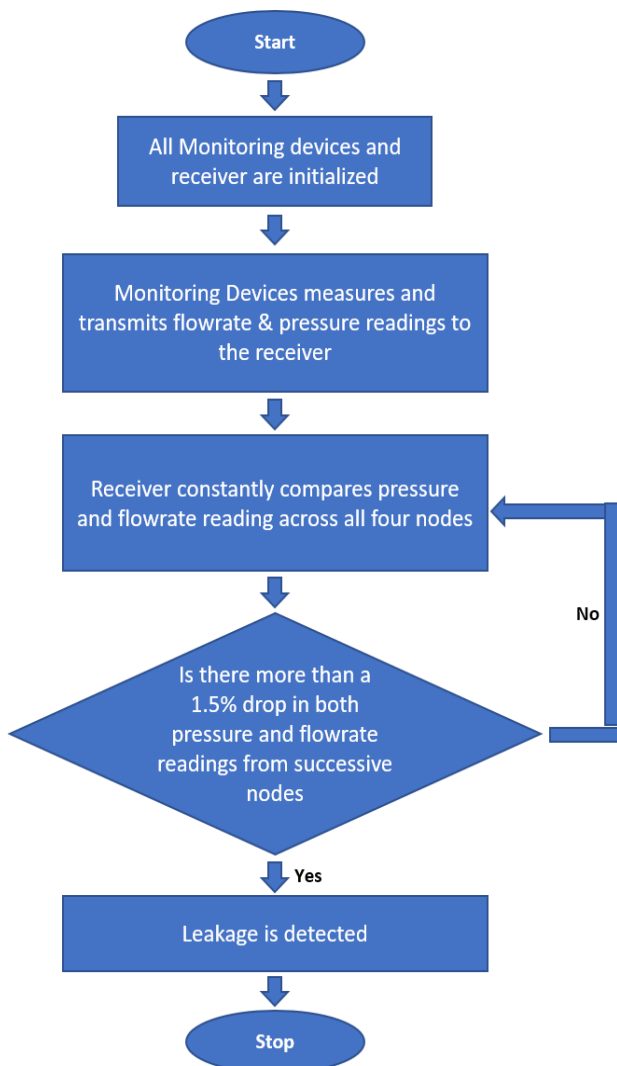 Start
All Monitoring devices and
receiver are initialized
Monitoring Devices measures and
transmits flowrate & pressure readings to
the receiver
Receiver constantly compares pressure
and flowrate reading across all four nodes
No
Is there more than a
1.5% drop in both
pressure and flowrate
readings from successive
nodes
Yes
Leakage is detected
Stop